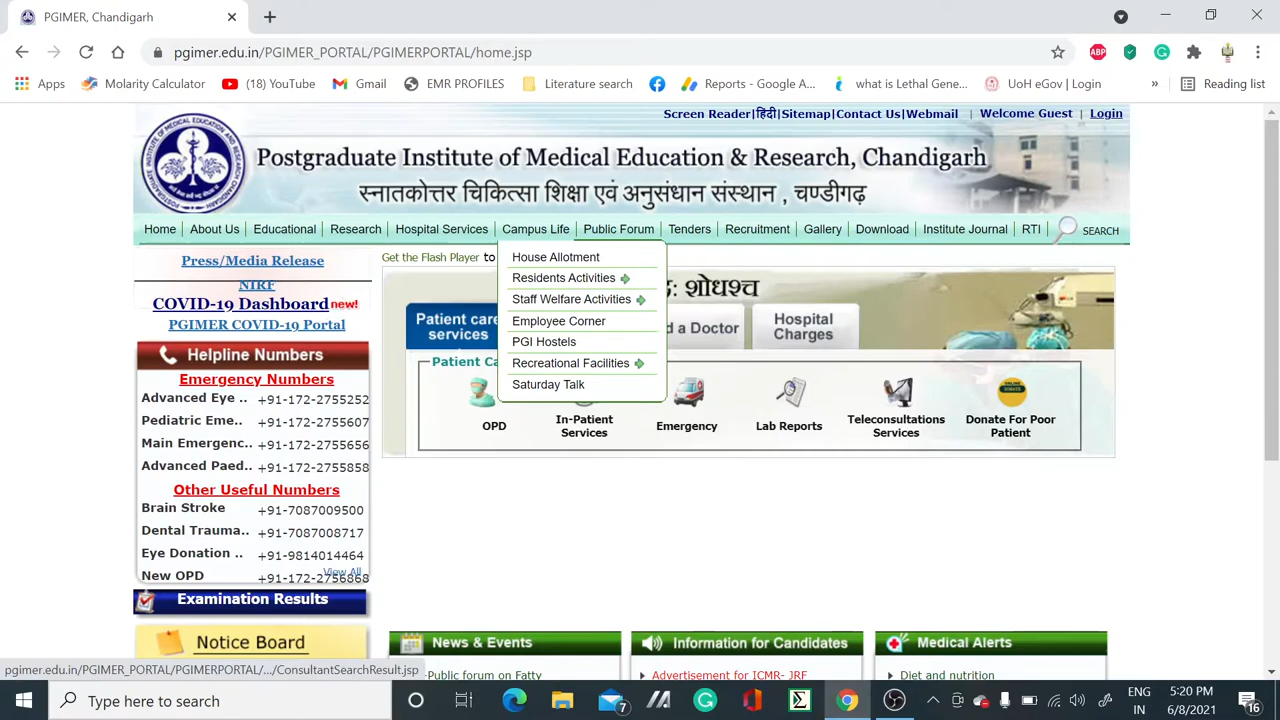 PGIMER, Chandigarh
pgimer.edu.in/PGIMER_PORTAL/PGIMERPORTAL/home.jsp
ABP
Apps Molarity Calculator (18) YouTube Gmail EMR PROFILES Literature search Reports - Google A... what is Lethal Gene... UoH eGov | Login » Reading list
Screen Reader|हिंदी|Sitemap|Contact Us|Webmail | Welcome Guest | Login
Postgraduate Institute of Medical Education & Research, Chandigarh
स्नातकोत्तर चिकित्सा शिक्षा एवं अनुसंधान संस्थान , चण्डीगढ़
Home About Us Educational Research Hospital Services Campus Life Public Forum Tenders Recruitment Gallery Download Institute Journal RTI SEARCH
Press/Media Release
NIRF
COVID-19 Dashboard new!
PGIMER COVID-19 Portal
Helpline Numbers
Emergency Numbers
Advanced Eye .. +91-172-2755252
Pediatric Eme.. +91-172-2755607
Main Emergenc.. +91-172-2755656
Advanced Paed.. +91-172-2755858
Other Useful Numbers
Brain Stroke +91-7087009500
Dental Trauma.. +91-7087008717
Eye Donation .. +91-9814014464
New OPD +91-172-2756868
View All
Examination Results
Notice Board
Get the Flash Player to
House Allotment
Residents Activities
Staff Welfare Activities
Employee Corner
PGI Hostels
Recreational Facilities
Saturday Talk
शोधश्च
Patient care services
d a Doctor
Hospital Charges
Patient Ca
OPD
In-Patient Services
Emergency
Lab Reports
Teleconsultations Services
Donate For Poor Patient
News & Events
Public forum on Fatty
Information for Candidates
Advertisement for ICMR- JRF
Medical Alerts
Diet and nutrition
pgimer.edu.in/PGIMER_PORTAL/PGIMERPORTAL/.../ConsultantSearchResult.jsp
Type here to search
7
ENG
IN
5:20 PM
6/8/2021
16